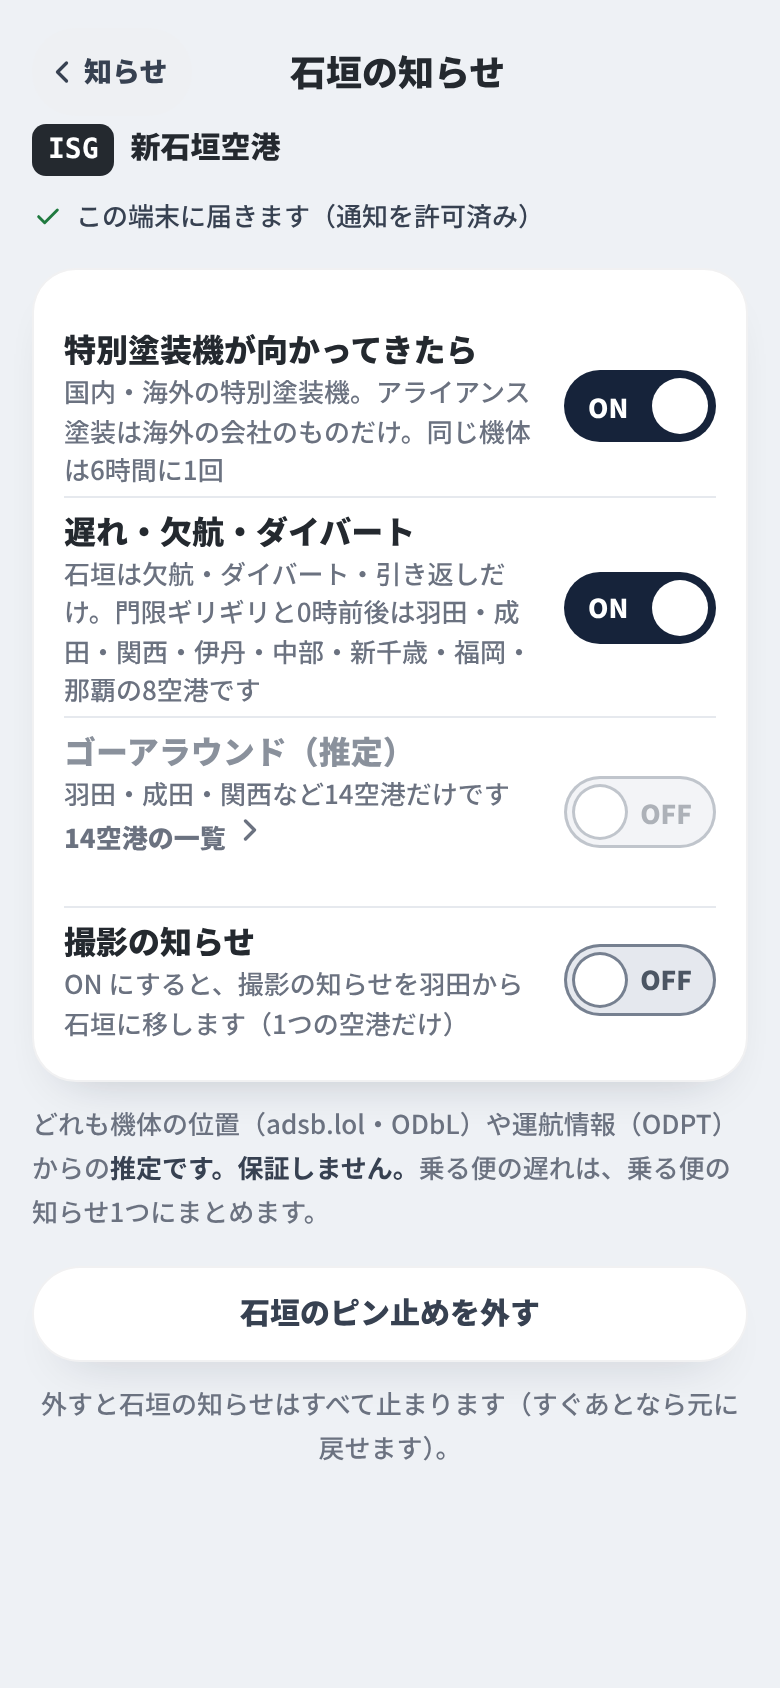 知らせ
石垣の知らせ
ISG 新石垣空港
この端末に届きます（通知を許可済み）
特別塗装機が向かってきたら
国内・海外の特別塗装機。アライアンス
塗装は海外の会社のものだけ。同じ機体
は6時間に1回
ON
遅れ・欠航・ダイバート
石垣は欠航・ダイバート・引き返しだ
け。門限ギリギリと0時前後は羽田・成
田・関西・伊丹・中部・新千歳・福岡・
那覇の8空港です
ON
ゴーアラウンド（推定）
羽田・成田・関西など14空港だけです
14空港の一覧
OFF
撮影の知らせ
ON にすると、撮影の知らせを羽田から
石垣に移します（1つの空港だけ）
OFF
どれも機体の位置（adsb.lol・ODbL）や運航情報（ODPT）
からの推定です。保証しません。乗る便の遅れは、乗る便の
知らせ1つにまとめます。
石垣のピン止めを外す
外すと石垣の知らせはすべて止まります（すぐあとなら元に
戻せます）。